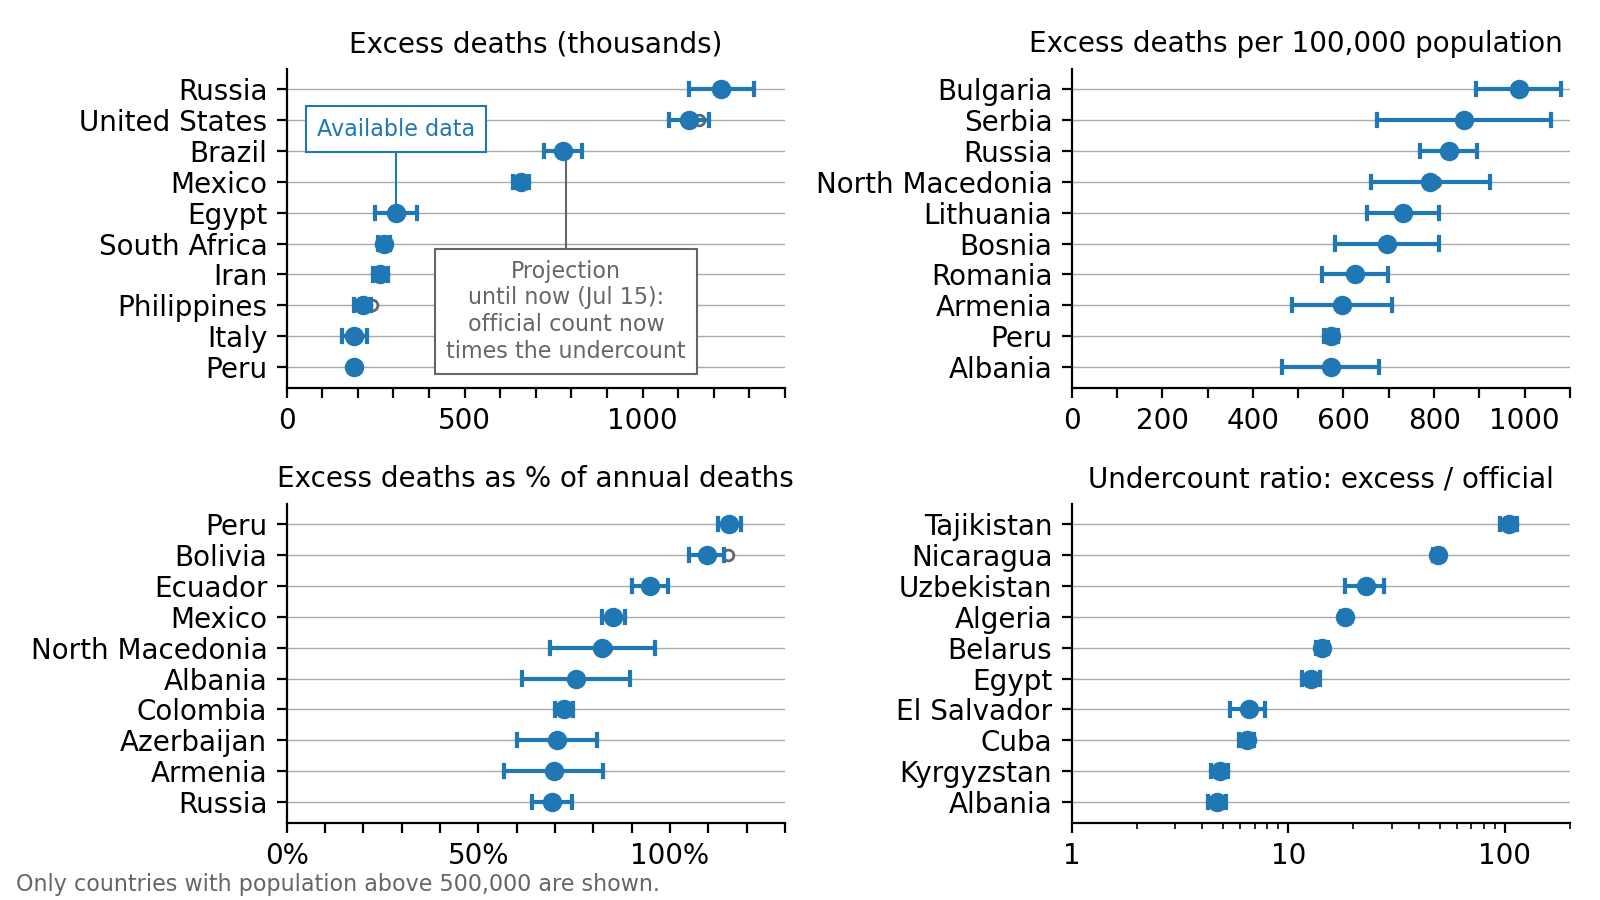 Excess deaths (thousands)
Russia
United States
Brazil
Mexico
Egypt
South Africa
Iran
Philippines
Italy
Peru
Available data
Projection
until now (Jul 15):
official count now
times the undercount
0 500 1000
Excess deaths per 100,000 population
Bulgaria
Serbia
Russia
North Macedonia
Lithuania
Bosnia
Romania
Armenia
Peru
Albania
0 200 400 600 800 1000
Excess deaths as % of annual deaths
Peru
Bolivia
Ecuador
Mexico
North Macedonia
Albania
Colombia
Azerbaijan
Armenia
Russia
0% 50% 100%
Undercount ratio: excess / official
Tajikistan
Nicaragua
Uzbekistan
Algeria
Belarus
Egypt
El Salvador
Cuba
Kyrgyzstan
Albania
1 10 100
Only countries with population above 500,000 are shown.